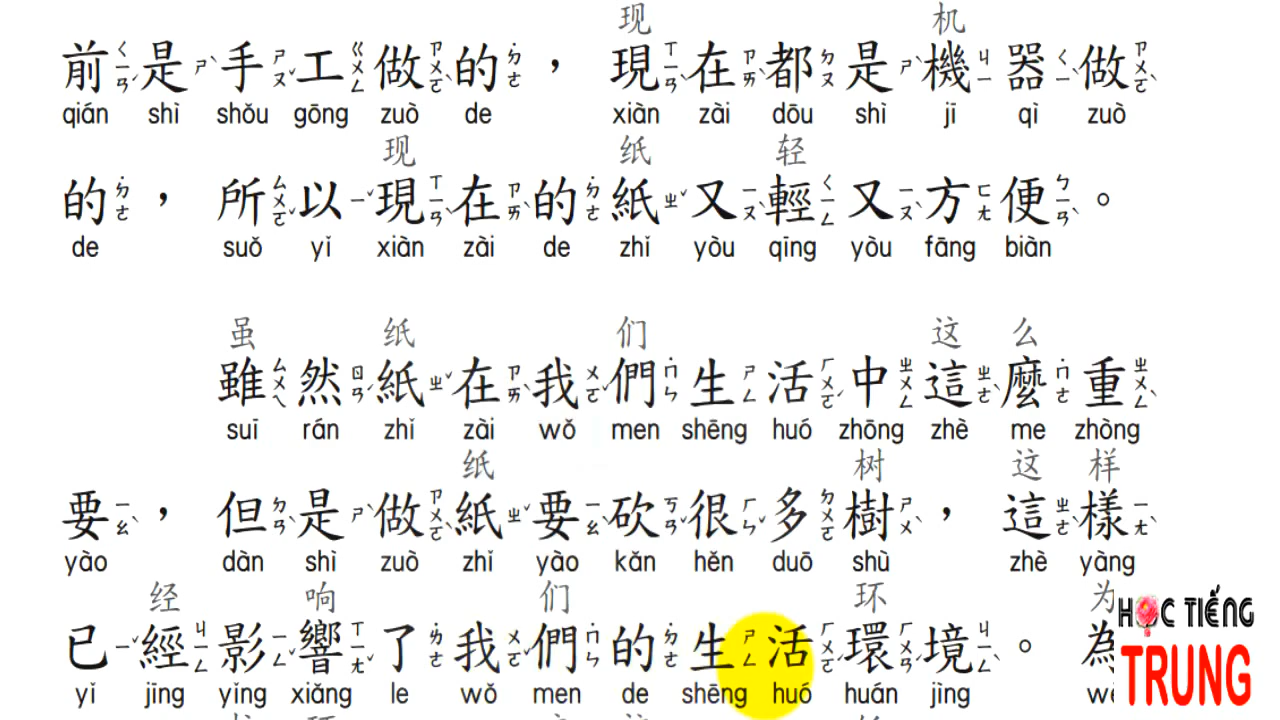 现 机
前是手工做的，現在都是機器做
qián shì shǒu gōng zuò de xiàn zài dōu shì jī qì zuò
现 纸 轻
的，所以現在的紙又輕又方便。
de suǒ yǐ xiàn zài de zhǐ yòu qīng yòu fāng biàn
虽 纸 们 这 么
雖然紙在我們生活中這麼重
suī rán zhǐ zài wǒ men shēng huó zhōng zhè me zhòng
纸 树 这 样
要，但是做紙要砍很多樹，這樣
yào dàn shì zuò zhǐ yào kǎn hěn duō shù zhè yàng
经 响 们 环 为
已經影響了我們的生活環境。為
yǐ jīng yǐng xiǎng le wǒ men de shēng huó huán jìng
HỌC TIẾNG
TRUNG